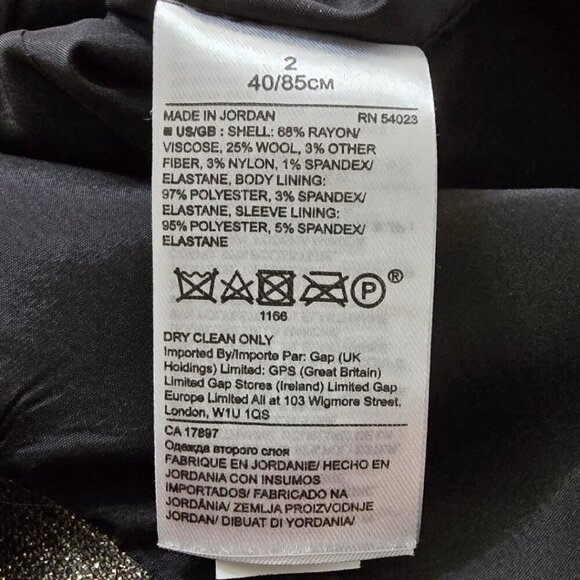 2
40/85CM
MADE IN JORDAN RN 54023
■ US/GB : SHELL: 68% RAYON/
VISCOSE, 25% WOOL, 3% OTHER
FIBER, 3% NYLON, 1% SPANDEX/
ELASTANE, BODY LINING:
97% POLYESTER, 3% SPANDEX/
ELASTANE, SLEEVE LINING:
95% POLYESTER, 5% SPANDEX/
ELASTANE
P ®
1166
DRY CLEAN ONLY
Imported By/Importe Par: Gap (UK
Holdings) Limited: GPS (Great Britain)
Limited Gap Stores (Ireland) Limited Gap
Europe Limited All at 103 Wigmore Street.
London, W1U 1QS
CA 17897
Одежда второго слоя
FABRIQUE EN JORDANIE/ HECHO EN
JORDANIA CON INSUMOS
IMPORTADOS/ FABRICADO NA
JORDÂNIA/ ZEMLJA PROIZVODNJE
JORDAN/ DIBUAT DI YORDANIA/